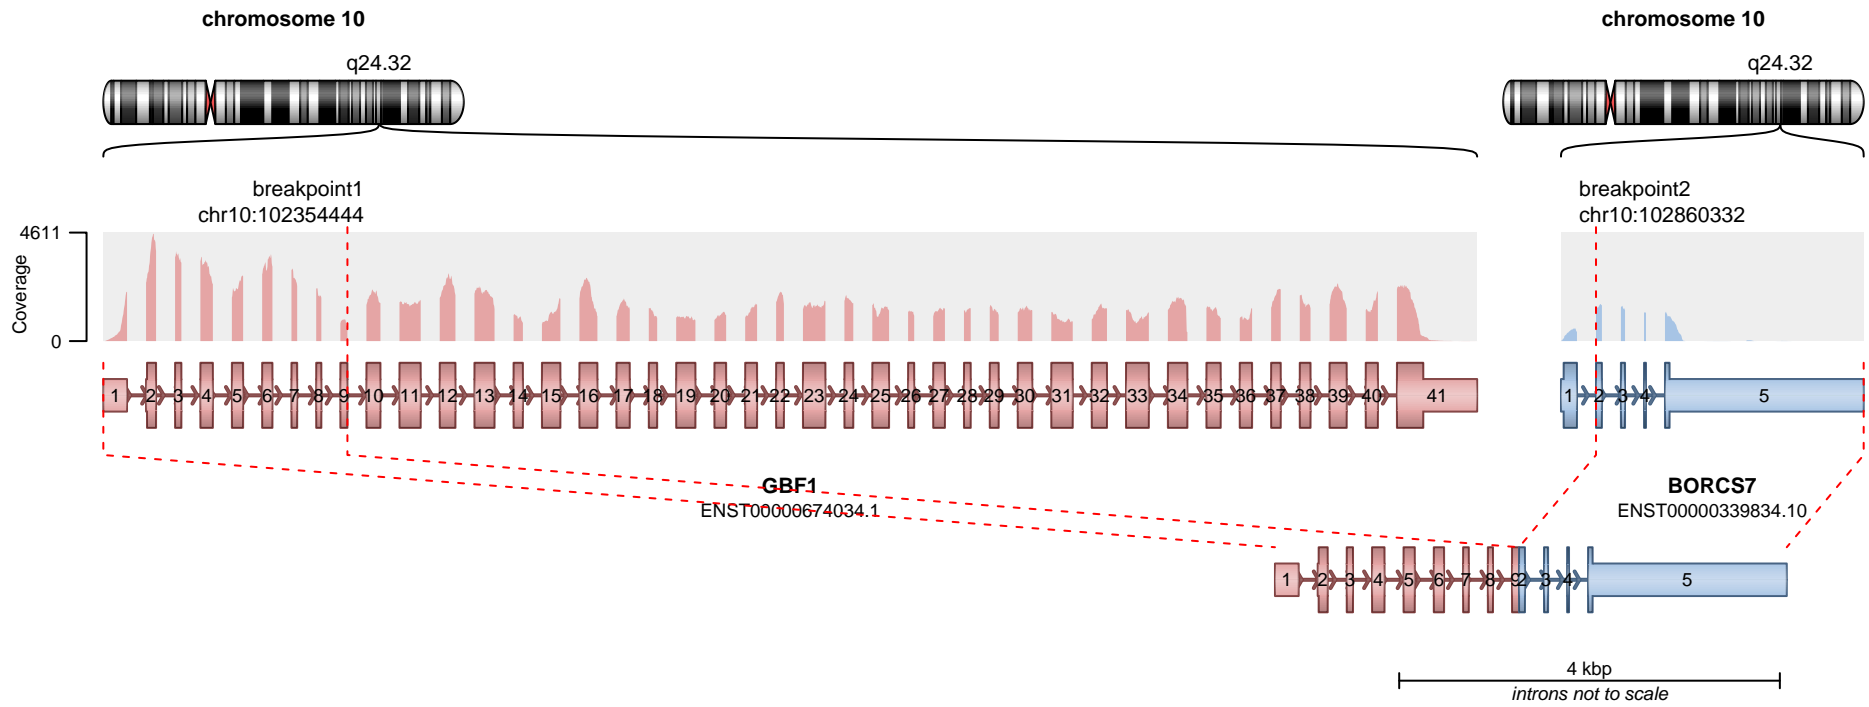 chromosome 10
chromosome 10
q24.32
q24.32
breakpoint1
chr10:102354444
breakpoint2
chr10:102860332
4611
Coverage
0
1 2 3 4 5 6 7 8 9 10 11 12 13 14 15 16 17 18 19 20 21 22 23 24 25 26 27 28 29 30 31 32 33 34 35 36 37 38 39 40 41
1 2 3 4 5
GBF1
ENST00000674034.1
BORCS7
ENST00000339834.10
1 2 3 4 5 6 7 8 9 2 3 4 5
4 kbp
introns not to scale